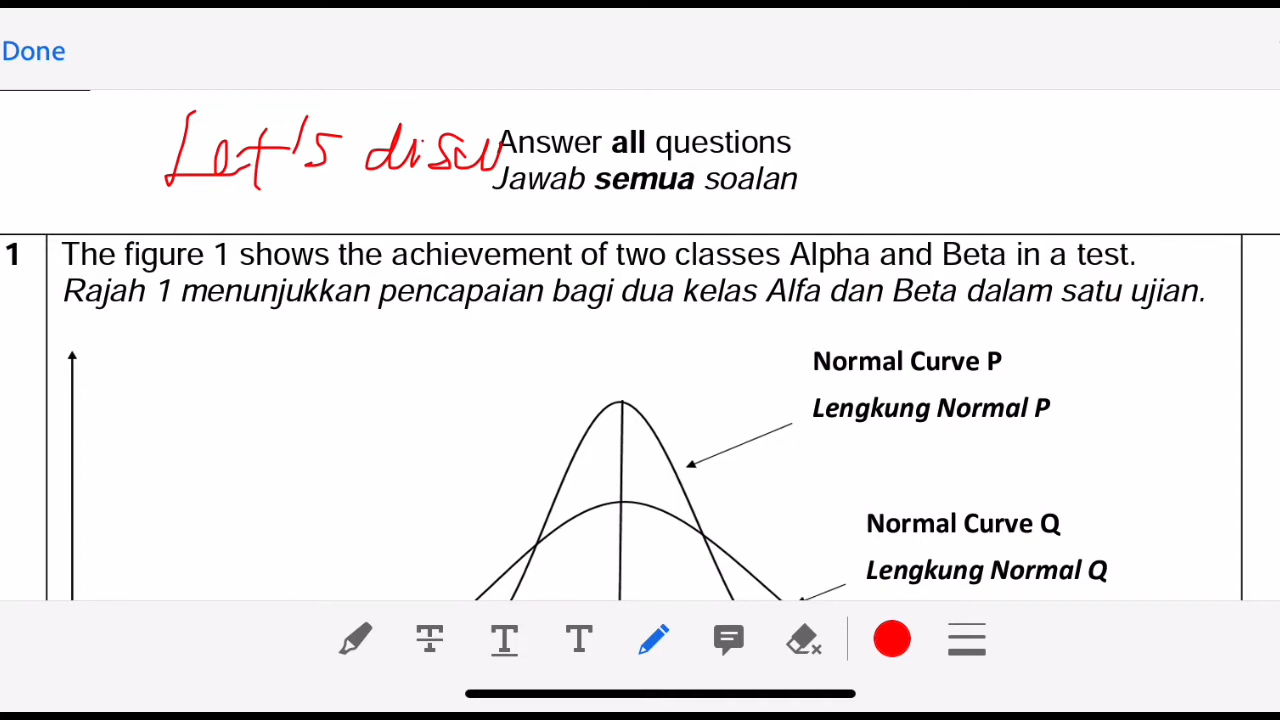 Done
Let's discu
Answer all questions
Jawab semua soalan
1 The figure 1 shows the achievement of two classes Alpha and Beta in a test.
Rajah 1 menunjukkan pencapaian bagi dua kelas Alfa dan Beta dalam satu ujian.
Normal Curve P
Lengkung Normal P
Normal Curve Q
Lengkung Normal Q
T T T